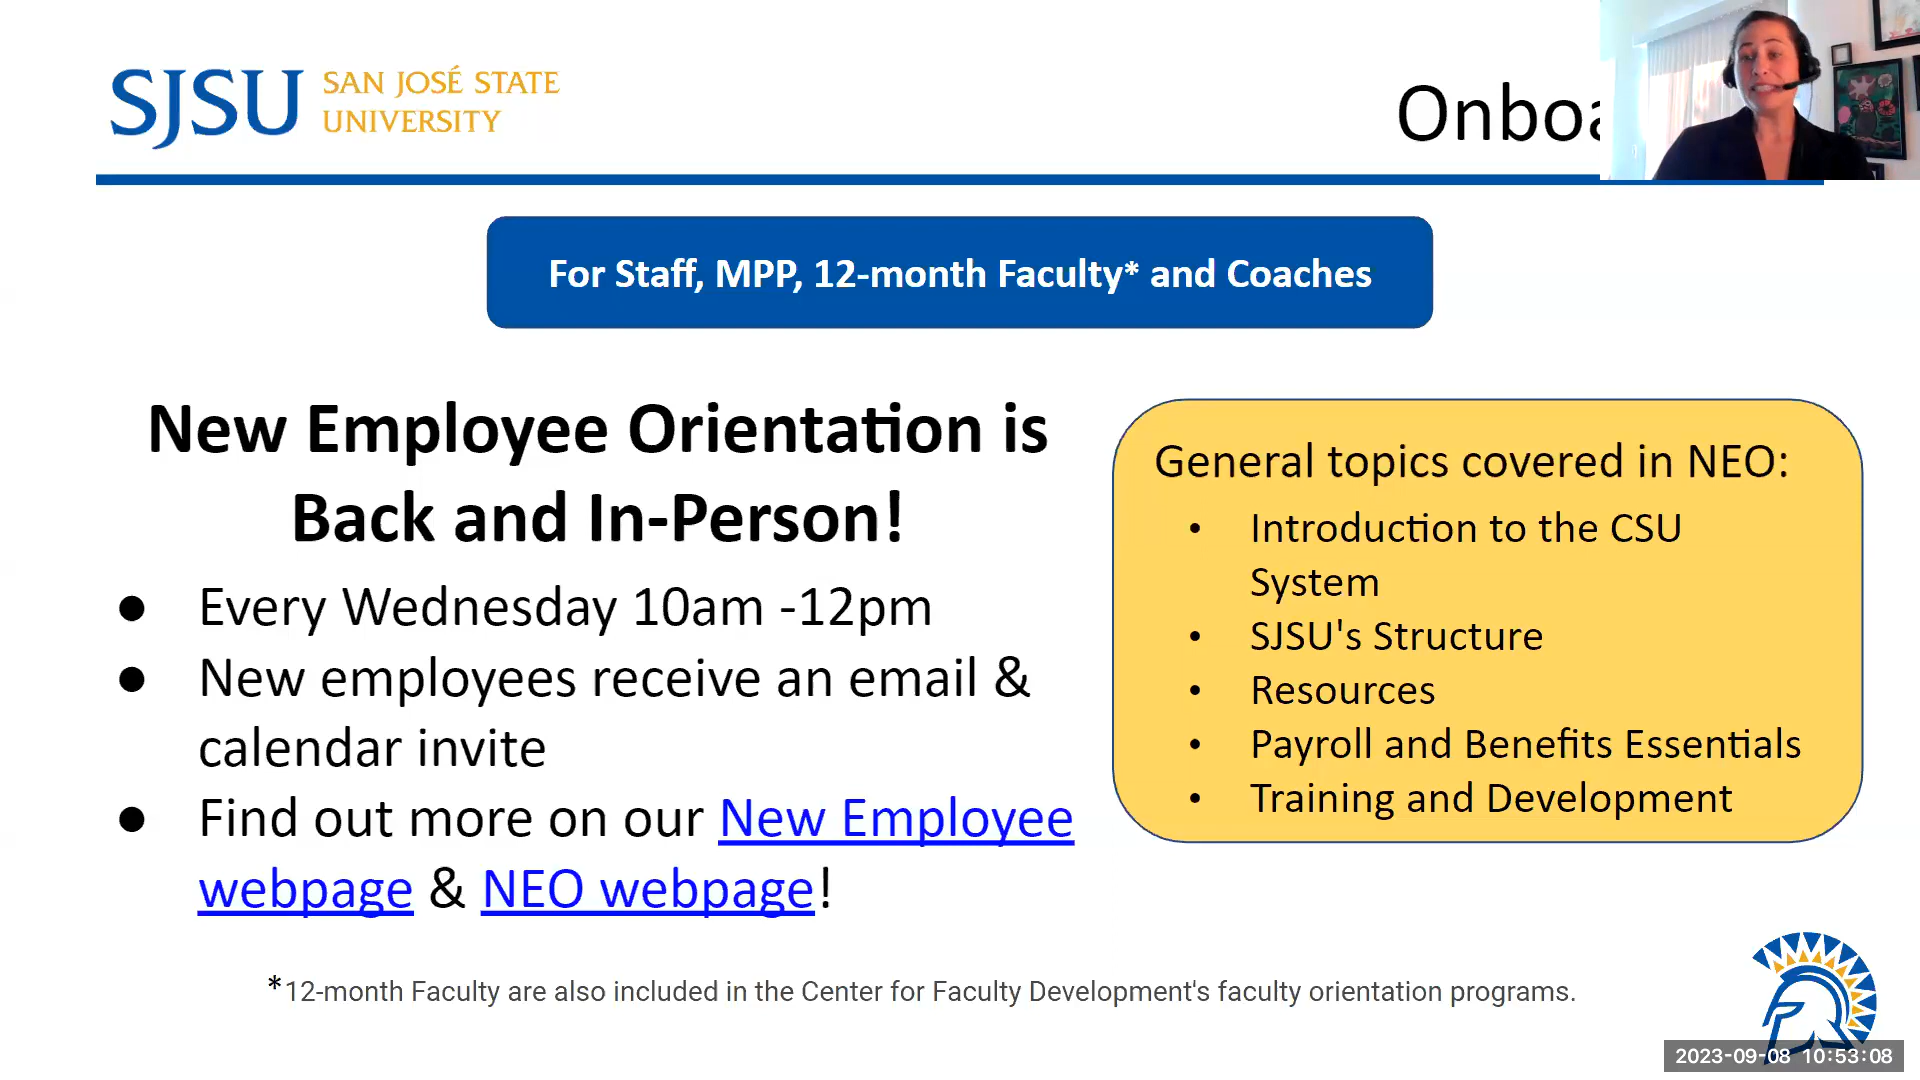 SJSU SAN JOSÉ STATE
UNIVERSITY
Onboa
For Staff, MPP, 12-month Faculty* and Coaches
New Employee Orientation is
Back and In-Person!
● Every Wednesday 10am -12pm
● New employees receive an email &
calendar invite
● Find out more on our New Employee
webpage & NEO webpage!
General topics covered in NEO:
• Introduction to the CSU
System
• SJSU's Structure
• Resources
• Payroll and Benefits Essentials
• Training and Development
*12-month Faculty are also included in the Center for Faculty Development's faculty orientation programs.
2023-09-08 10:53:08